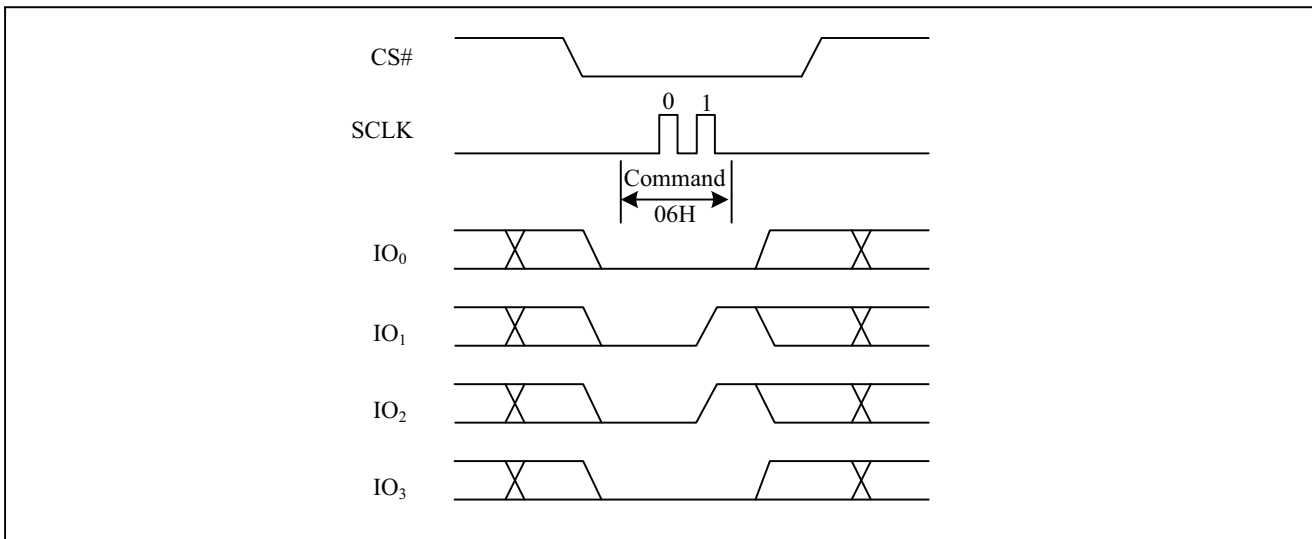 CS#
0 1
SCLK
Command
06H
IO₀
IO₁
IO₂
IO₃